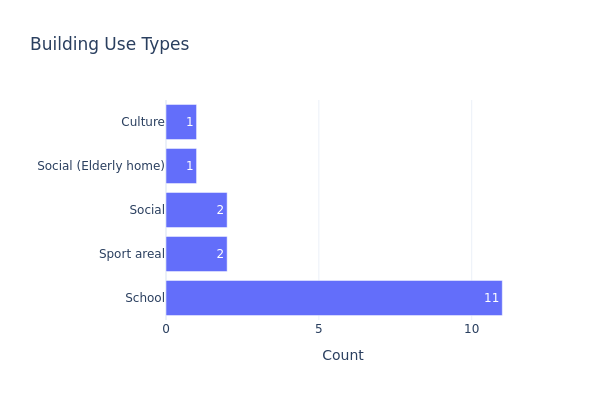 Building Use Types
Culture 1
Social (Elderly home) 1
Social 2
Sport areal 2
School 11
0 5 10
Count